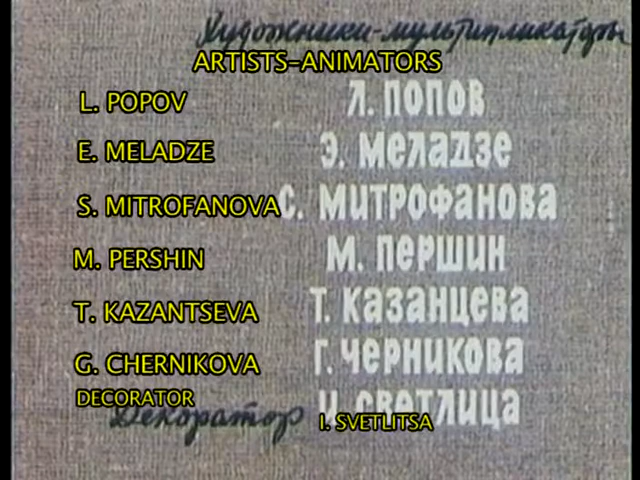 Художники-мультипликаторы
ARTISTS-ANIMATORS
L. POPOV Л. ПОПОВ
E. MELADZE Э. МЕЛАДЗЕ
S. MITROFANOVA С. МИТРОФАНОВА
M. PERSHIN М. ПЕРШИН
T. KAZANTSEVA Т. КАЗАНЦЕВА
G. CHERNIKOVA Г. ЧЕРНИКОВА
DECORATOR
Декоратор И. СВЕТЛИЦА
I. SVETLITSA